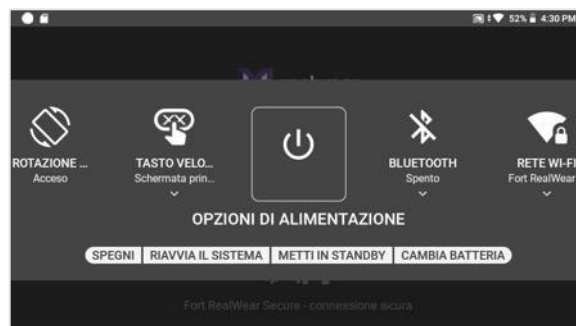 52% 4:30 PM
ROTAZIONE ...
Acceso
TASTO VELO...
Schermata prin...
BLUETOOTH
Spento
RETE WI-FI
Fort RealWear
OPZIONI DI ALIMENTAZIONE
SPEGNI RIAVVIA IL SISTEMA METTI IN STANDBY CAMBIA BATTERIA
Fort RealWear Secure - connessione sicura